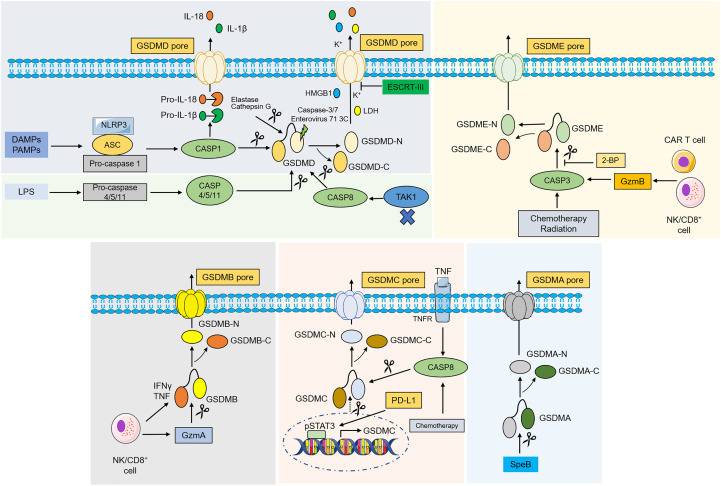 IL-18
IL-1β
GSDMD pore
K⁺
GSDMD pore
GSDME pore
HMGB1
K⁺
ESCRT-III
LDH
Pro-IL-18
Pro-IL-1β
Elastase
Cathepsin G
Caspase-3/7
Enterovirus 71 3C
DAMPs
PAMPs
NLRP3
ASC
Pro-caspase 1
CASP1
GSDMD
GSDMD-N
GSDMD-C
LPS
Pro-caspase
4/5/11
CASP
4/5/11
CASP8
TAK1
GSDME-N
GSDME-C
GSDME
2-BP
CASP3
GzmB
CAR T cell
NK/CD8⁺
cell
Chemotherapy
Radiation
GSDMB pore
GSDMB-N
GSDMB-C
IFNγ
TNF
GSDMB
GzmA
NK/CD8⁺
cell
GSDMC pore
TNF
TNFR
GSDMC-N
GSDMC-C
CASP8
GSDMC
PD-L1
pSTAT3
GSDMC
Chemotherapy
GSDMA pore
GSDMA-N
GSDMA-C
GSDMA
SpeB